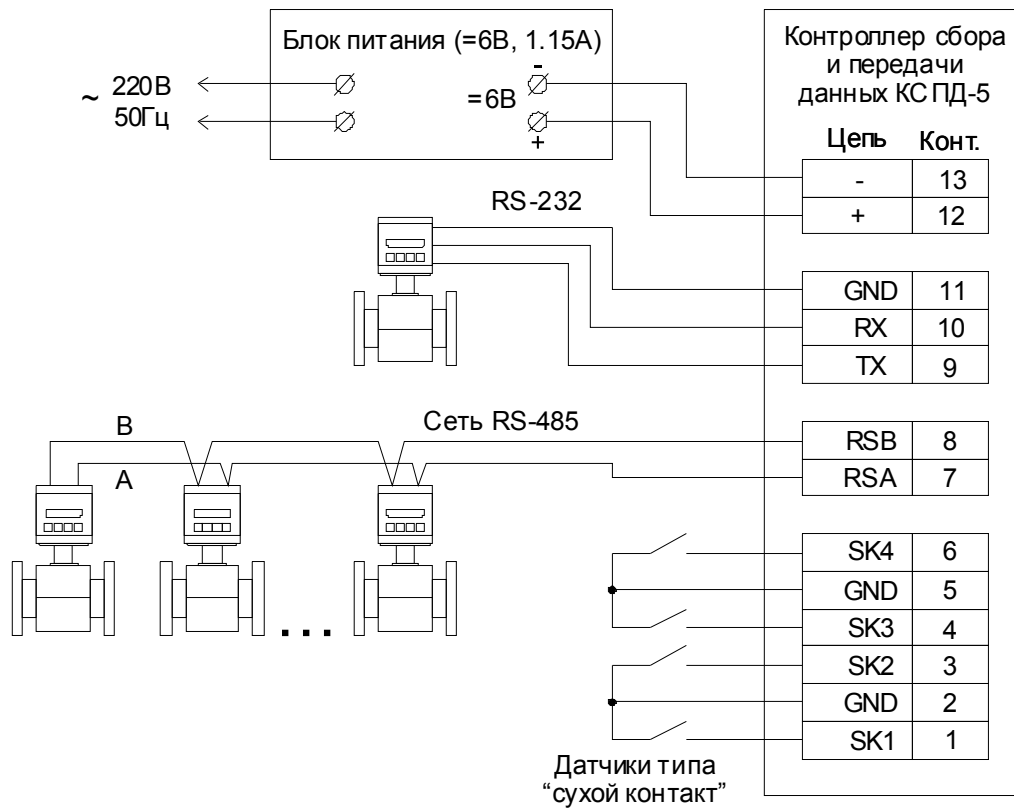 Блок питания (=6В, 1.15А)
~ 220В
50Гц
=6В
-
+
Контроллер сбора
и передачи
данных КСПД-5
Цепь Конт.
- 13
+ 12
RS-232
GND 11
RX 10
TX 9
Сеть RS-485
B
A
RSB 8
RSA 7
SK4 6
GND 5
SK3 4
SK2 3
GND 2
SK1 1
...
Датчики типа
“сухой контакт”